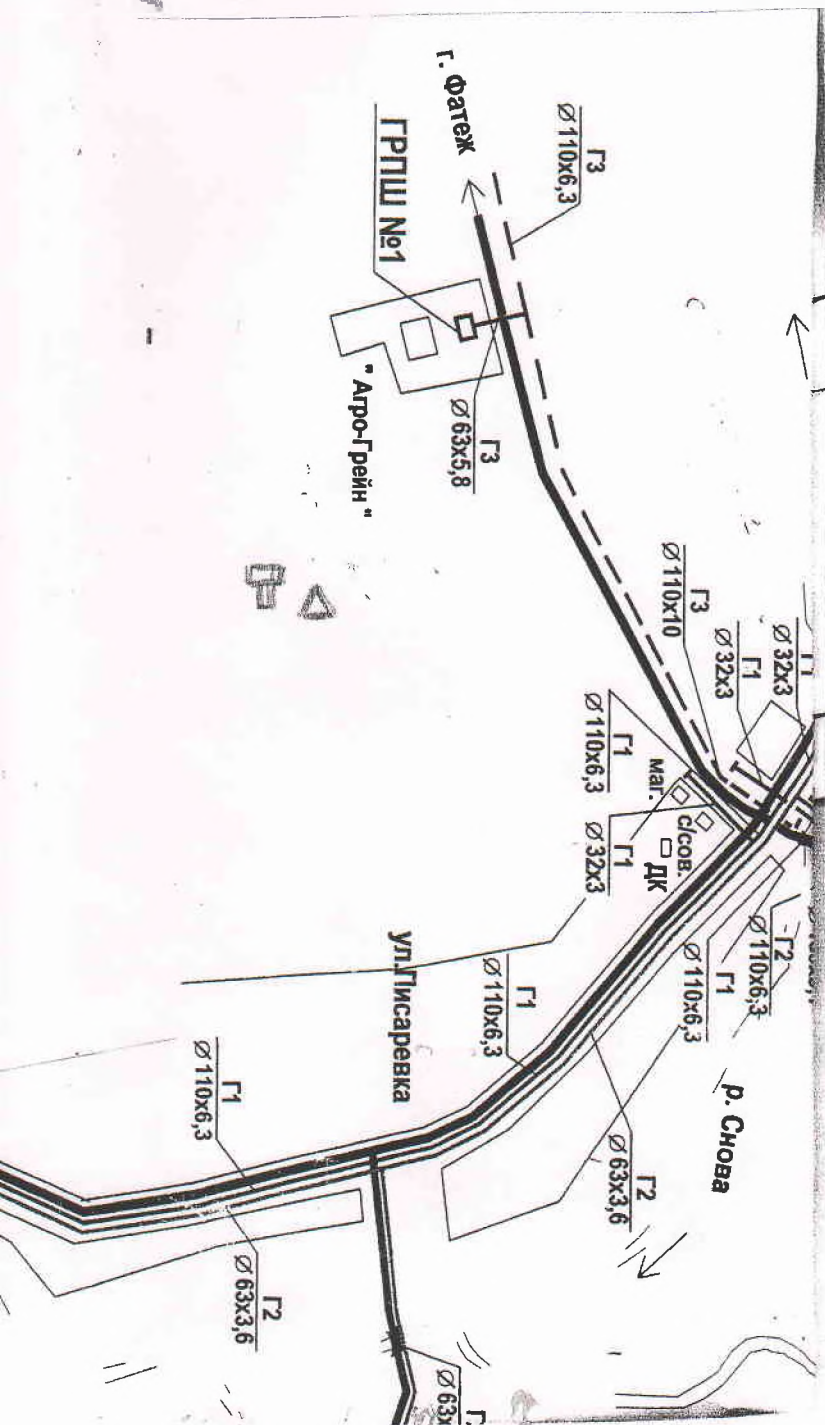 г. Фатеж
Г3
Ø110х6,3
ГРПШ №1
" Агро-Грейн "
Г3
Ø63х5,8
Г3
Ø110х10
Г1
Ø32х3
Г1
Ø32х3
Г1
Ø110х6,3
маг.
с/сов.
ДК
Г1
Ø32х3
Г2
Ø110х6,3
Г1
Ø110х6,3
р. Снова
ул.Писаревка
Г1
Ø110х6,3
Г2
Ø63х3,6
Г1
Ø110х6,3
Г2
Ø63х3,6
Ø63х